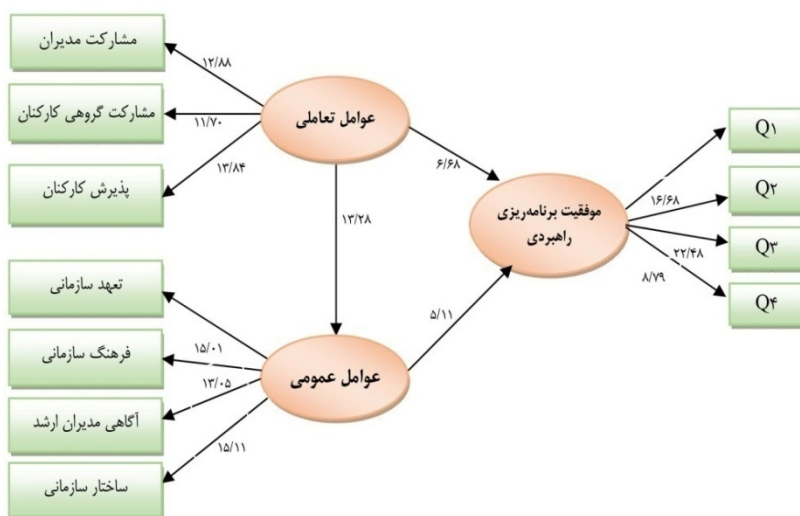 مشارکت مدیران
۱۲/۸۸
مشارکت گروهی کارکنان
۱۱/۷۰
پذیرش کارکنان
۱۳/۸۴
عوامل تعاملی
۶/۶۸
۱۳/۲۸
موفقیت برنامه‌ریزی
راهبردی
Q۱
۱۶/۶۸
Q۲
۲۲/۴۸
Q۳
۸/۷۹
Q۴
تعهد سازمانی
۱۵/۰۱
فرهنگ سازمانی
۱۳/۰۵
آگاهی مدیران ارشد
۱۵/۱۱
ساختار سازمانی
عوامل عمومی
۵/۱۱